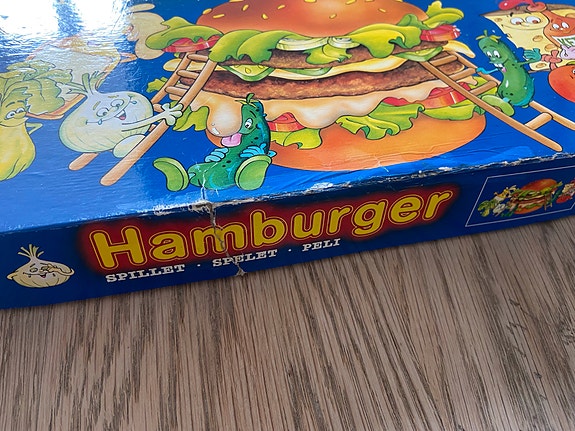 Hamburger
SPILLET · SPELET · PELI